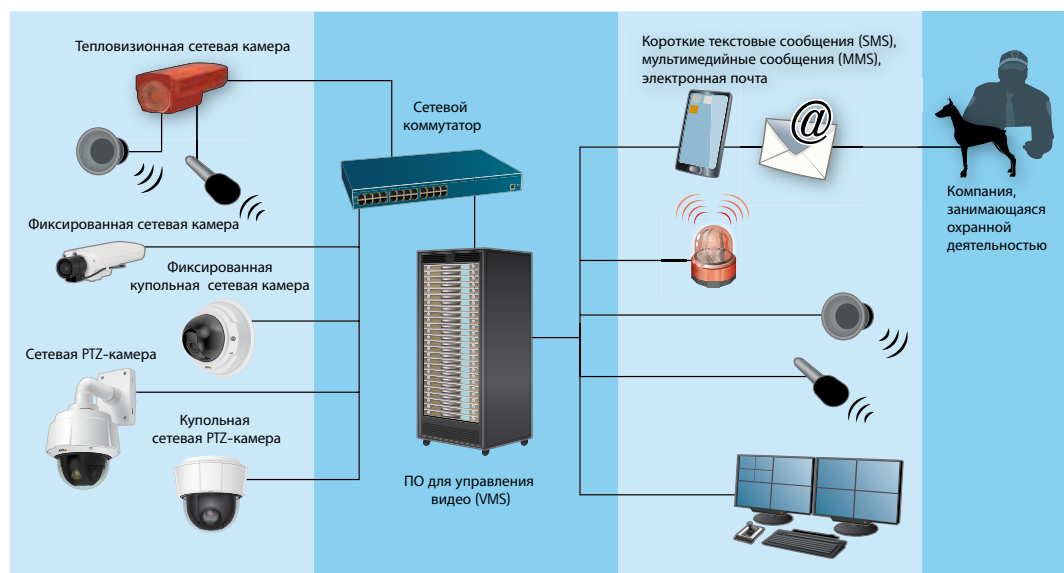 Тепловизионная сетевая камера
Сетевой
коммутатор
Фиксированная сетевая камера
Фиксированная
купольная сетевая камера
Сетевая PTZ-камера
Купольная
сетевая PTZ-камера
ПО для управления
видео (VMS)
Короткие текстовые сообщения (SMS),
мультимедийные сообщения (MMS),
электронная почта
@
Компания,
занимающаяся
охранной
деятельностью